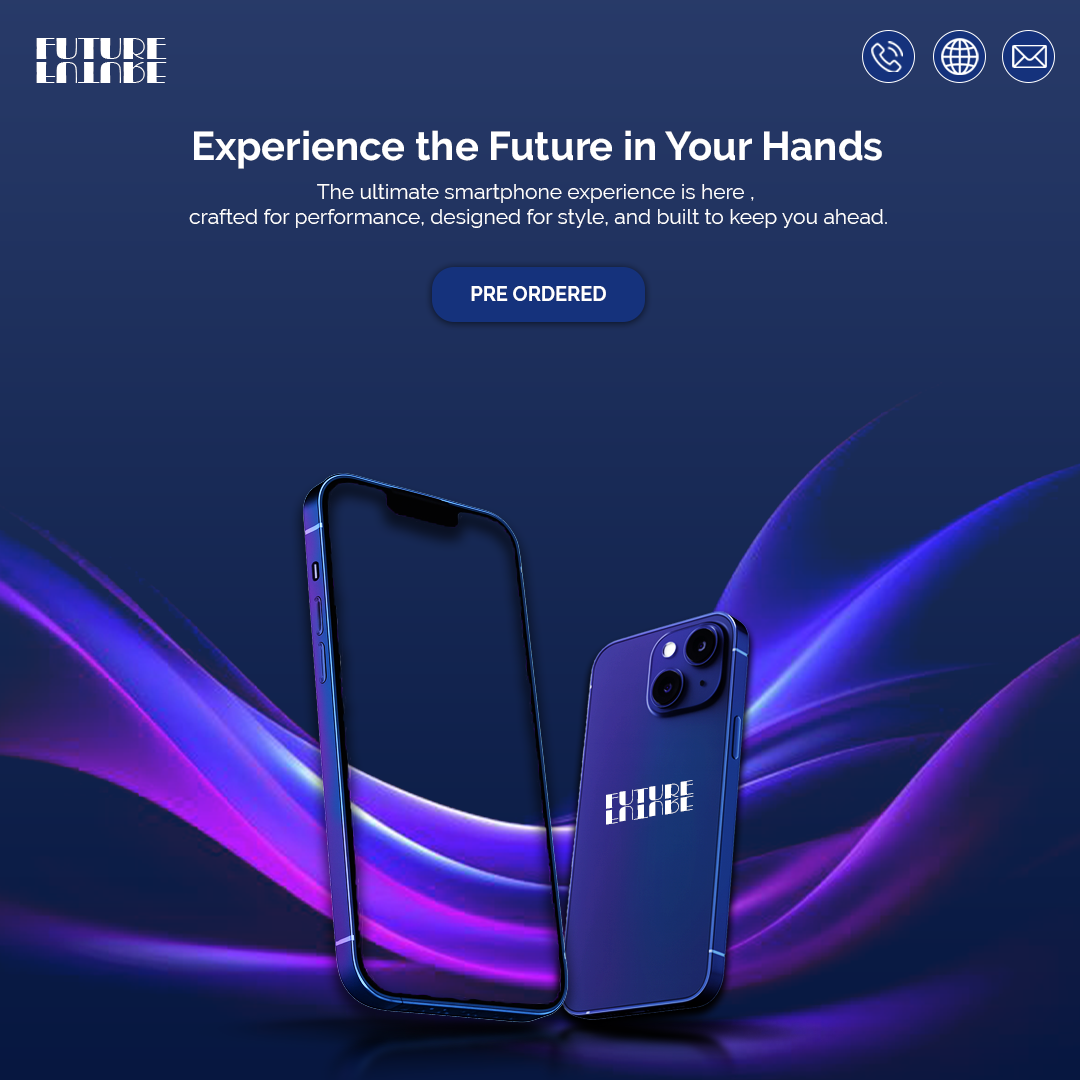 FUTURE
Experience the Future in Your Hands
The ultimate smartphone experience is here ,
crafted for performance, designed for style, and built to keep you ahead.
PRE ORDERED
FUTURE